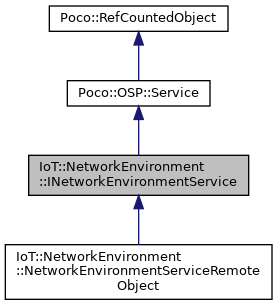 Poco::RefCountedObject
Poco::OSP::Service
IoT::NetworkEnvironment
::INetworkEnvironmentService
IoT::NetworkEnvironment
::NetworkEnvironmentServiceRemote
Object